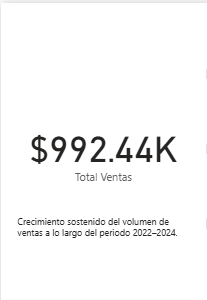 $992.44K
Total Ventas
Crecimiento sostenido del volumen de
ventas a lo largo del periodo 2022–2024.